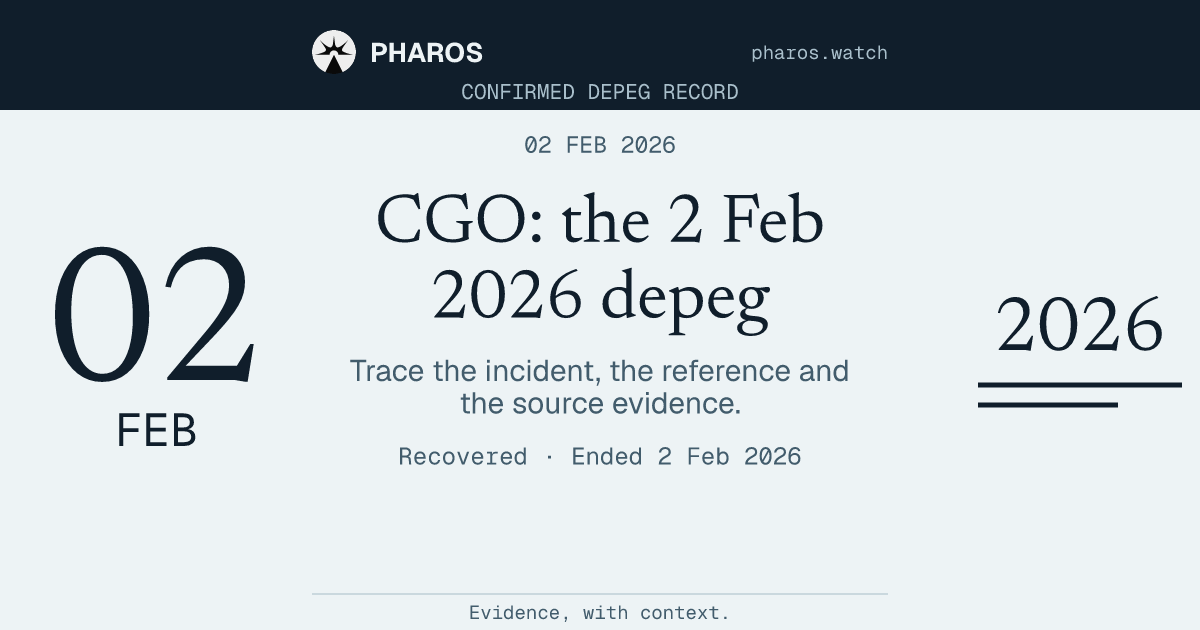 PHAROS
pharos.watch
CONFIRMED DEPEG RECORD
02 FEB 2026
CGO: the 2 Feb
2026 depeg
Trace the incident, the reference and
the source evidence.
Recovered · Ended 2 Feb 2026
02
FEB
2026
Evidence, with context.